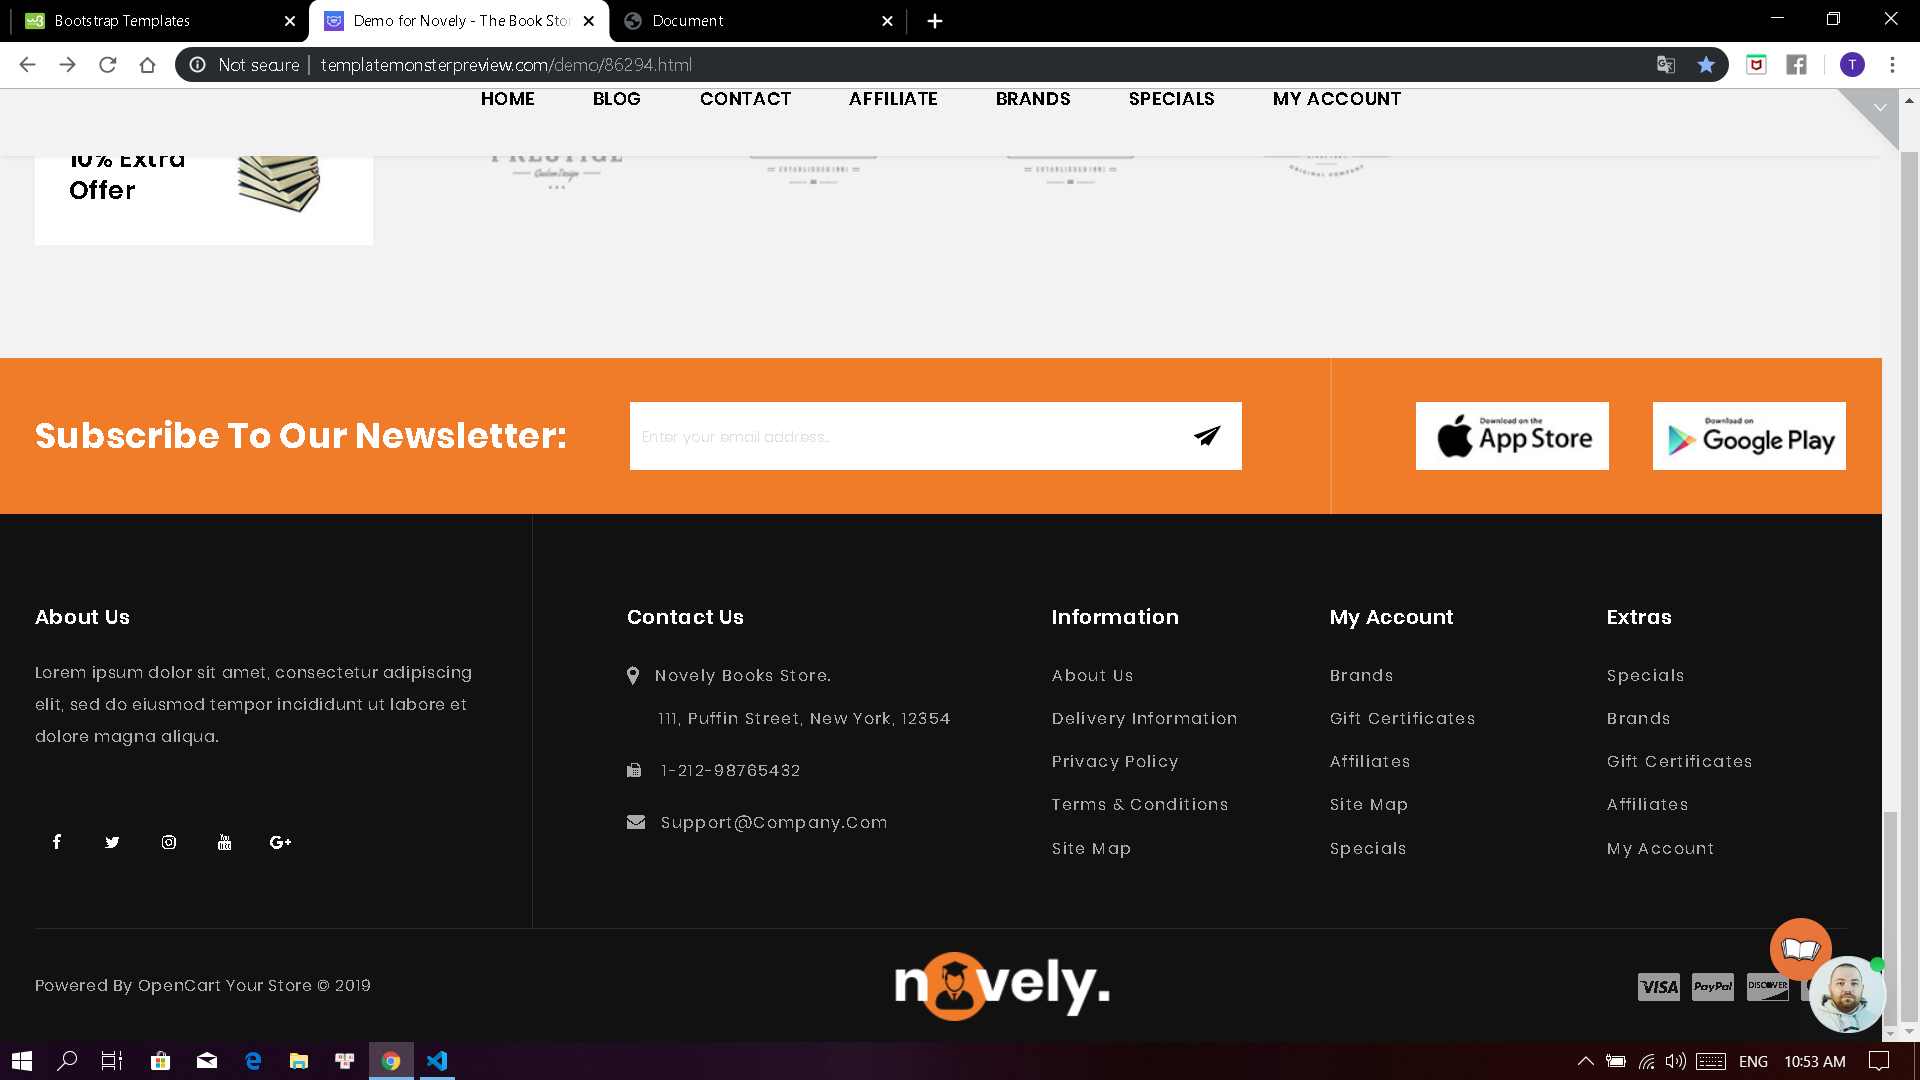 Bootstrap Templates
Demo for Novely - The Book Stor
Document
Not secure
templatemonsterpreview.com/demo/86294.html
T
HOME BLOG CONTACT AFFILIATE BRANDS SPECIALS MY ACCOUNT
10% Extra
Offer
PRESTIGE
Custom Design
ORIGINAL COMPANY
Subscribe To Our Newsletter:
Enter your email address..
Download on the
App Store
Download on
Google Play
About Us
Lorem ipsum dolor sit amet, consectetur adipiscing
elit, sed do eiusmod tempor incididunt ut labore et
dolore magna aliqua.
Contact Us
Novely Books Store.
111, Puffin Street, New York, 12354
1-212-98765432
Support@Company.Com
Information
About Us
Delivery Information
Privacy Policy
Terms & Conditions
Site Map
My Account
Brands
Gift Certificates
Affiliates
Site Map
Specials
Extras
Specials
Brands
Gift Certificates
Affiliates
My Account
Powered By OpenCart Your Store © 2019
novely.
VISA
PayPal
DISCOVER
ENG
10:53 AM